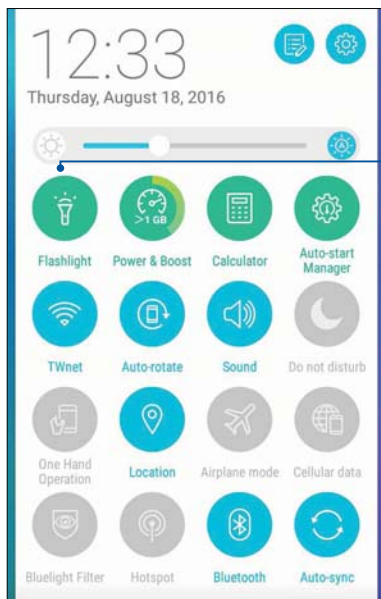 12:33
Thursday, August 18, 2016
A
>1 GB
Flashlight Power & Boost Calculator Auto-start Manager
TWnet Auto-rotate Sound Do not disturb
One Hand Operation Location Airplane mode Cellular data
Bluelight Filter Hotspot Bluetooth Auto-sync